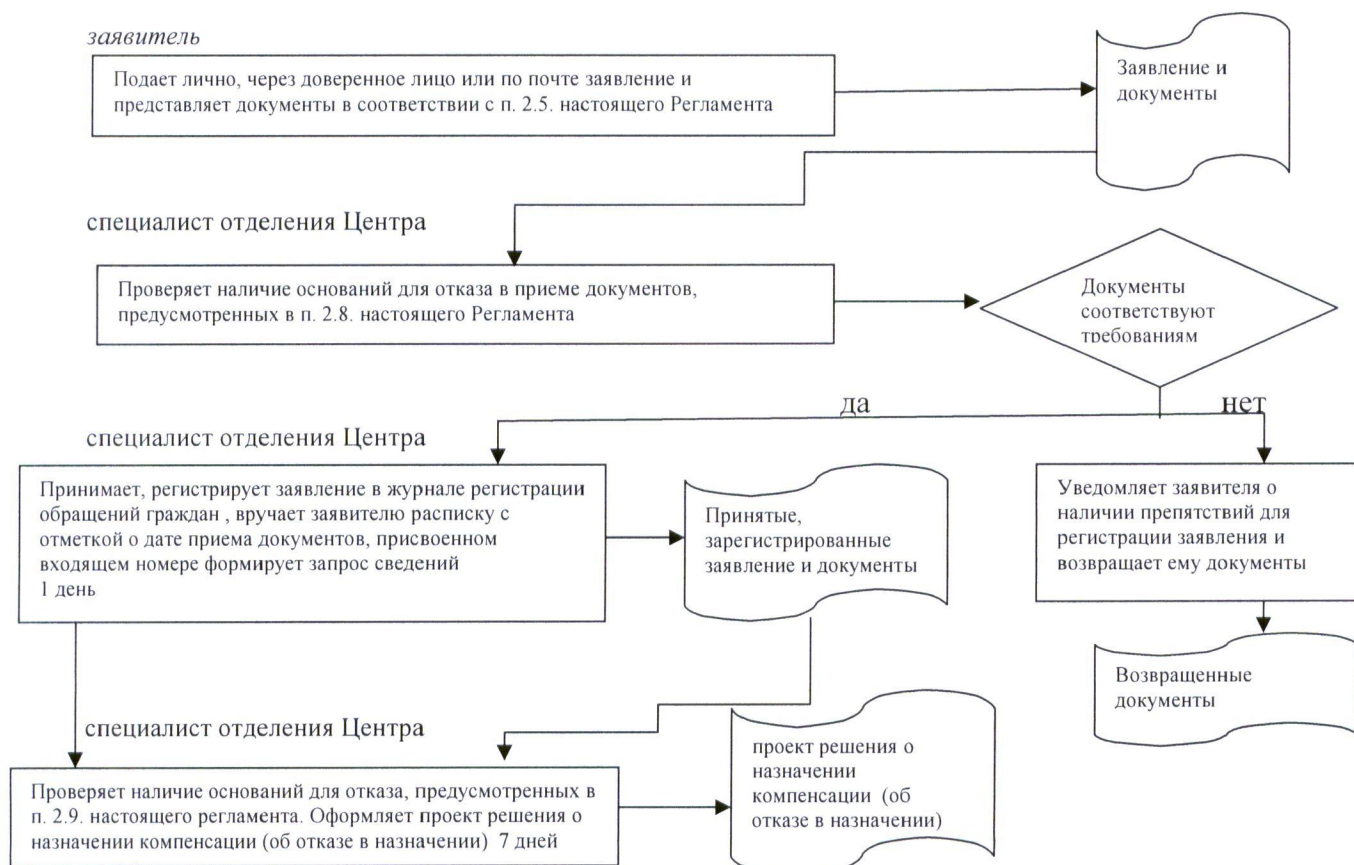 заявитель
Подает лично, через доверенное лицо или по почте заявление и
представляет документы в соответствии с п. 2.5. настоящего Регламента
Заявление и
документы
специалист отделения Центра
Проверяет наличие оснований для отказа в приеме документов,
предусмотренных в п. 2.8. настоящего Регламента
Документы
соответствуют
требованиям
да
нет
специалист отделения Центра
Принимает, регистрирует заявление в журнале регистрации
обращений граждан , вручает заявителю расписку с
отметкой о дате приема документов, присвоенном
входящем номере формирует запрос сведений
1 день
Принятые,
зарегистрированные
заявление и документы
Уведомляет заявителя о
наличии препятствий для
регистрации заявления и
возвращает ему документы
Возвращенные
документы
специалист отделения Центра
Проверяет наличие оснований для отказа, предусмотренных в
п. 2.9. настоящего регламента. Оформляет проект решения о
назначении компенсации (об отказе в назначении) 7 дней
проект решения о
назначении
компенсации (об
отказе в назначении)